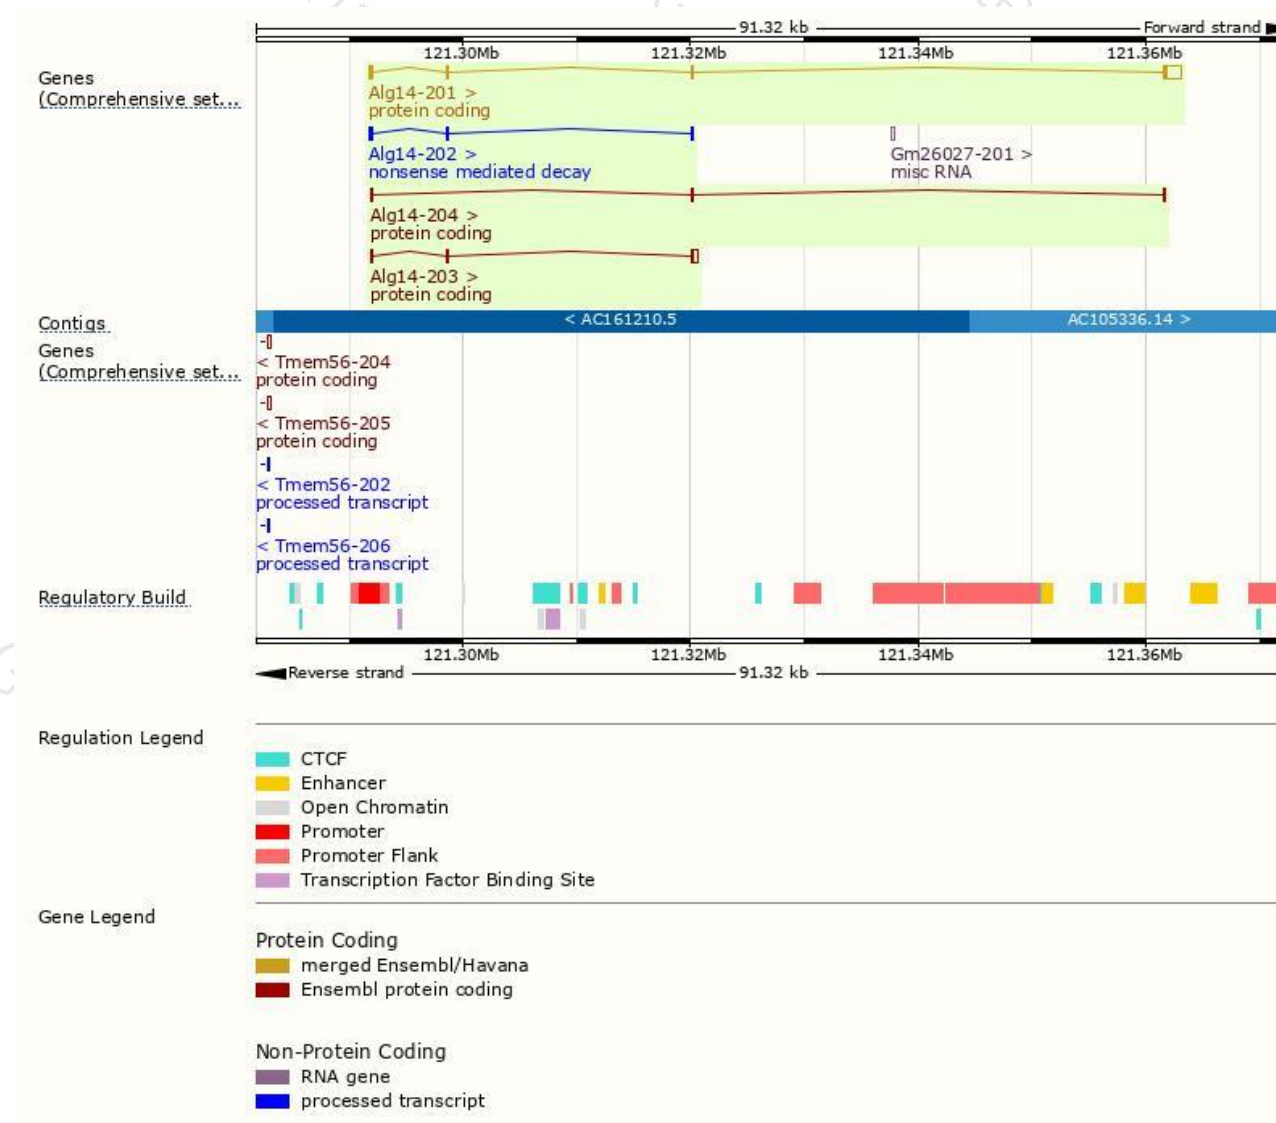 91.32 kb Forward strand
121.30Mb 121.32Mb 121.34Mb 121.36Mb
Genes
(Comprehensive set...
Alg14-201 >
protein coding
Alg14-202 >
nonsense mediated decay
Gm26027-201 >
misc RNA
Alg14-204 >
protein coding
Alg14-203 >
protein coding
Contigs
< AC161210.5
AC105336.14 >
Genes
(Comprehensive set...
< Tmem56-204
protein coding
< Tmem56-205
protein coding
< Tmem56-202
processed transcript
< Tmem56-206
processed transcript
Regulatory Build
121.30Mb 121.32Mb 121.34Mb 121.36Mb
Reverse strand 91.32 kb
Regulation Legend
CTCF
Enhancer
Open Chromatin
Promoter
Promoter Flank
Transcription Factor Binding Site
Gene Legend
Protein Coding
merged Ensembl/Havana
Ensembl protein coding
Non-Protein Coding
RNA gene
processed transcript